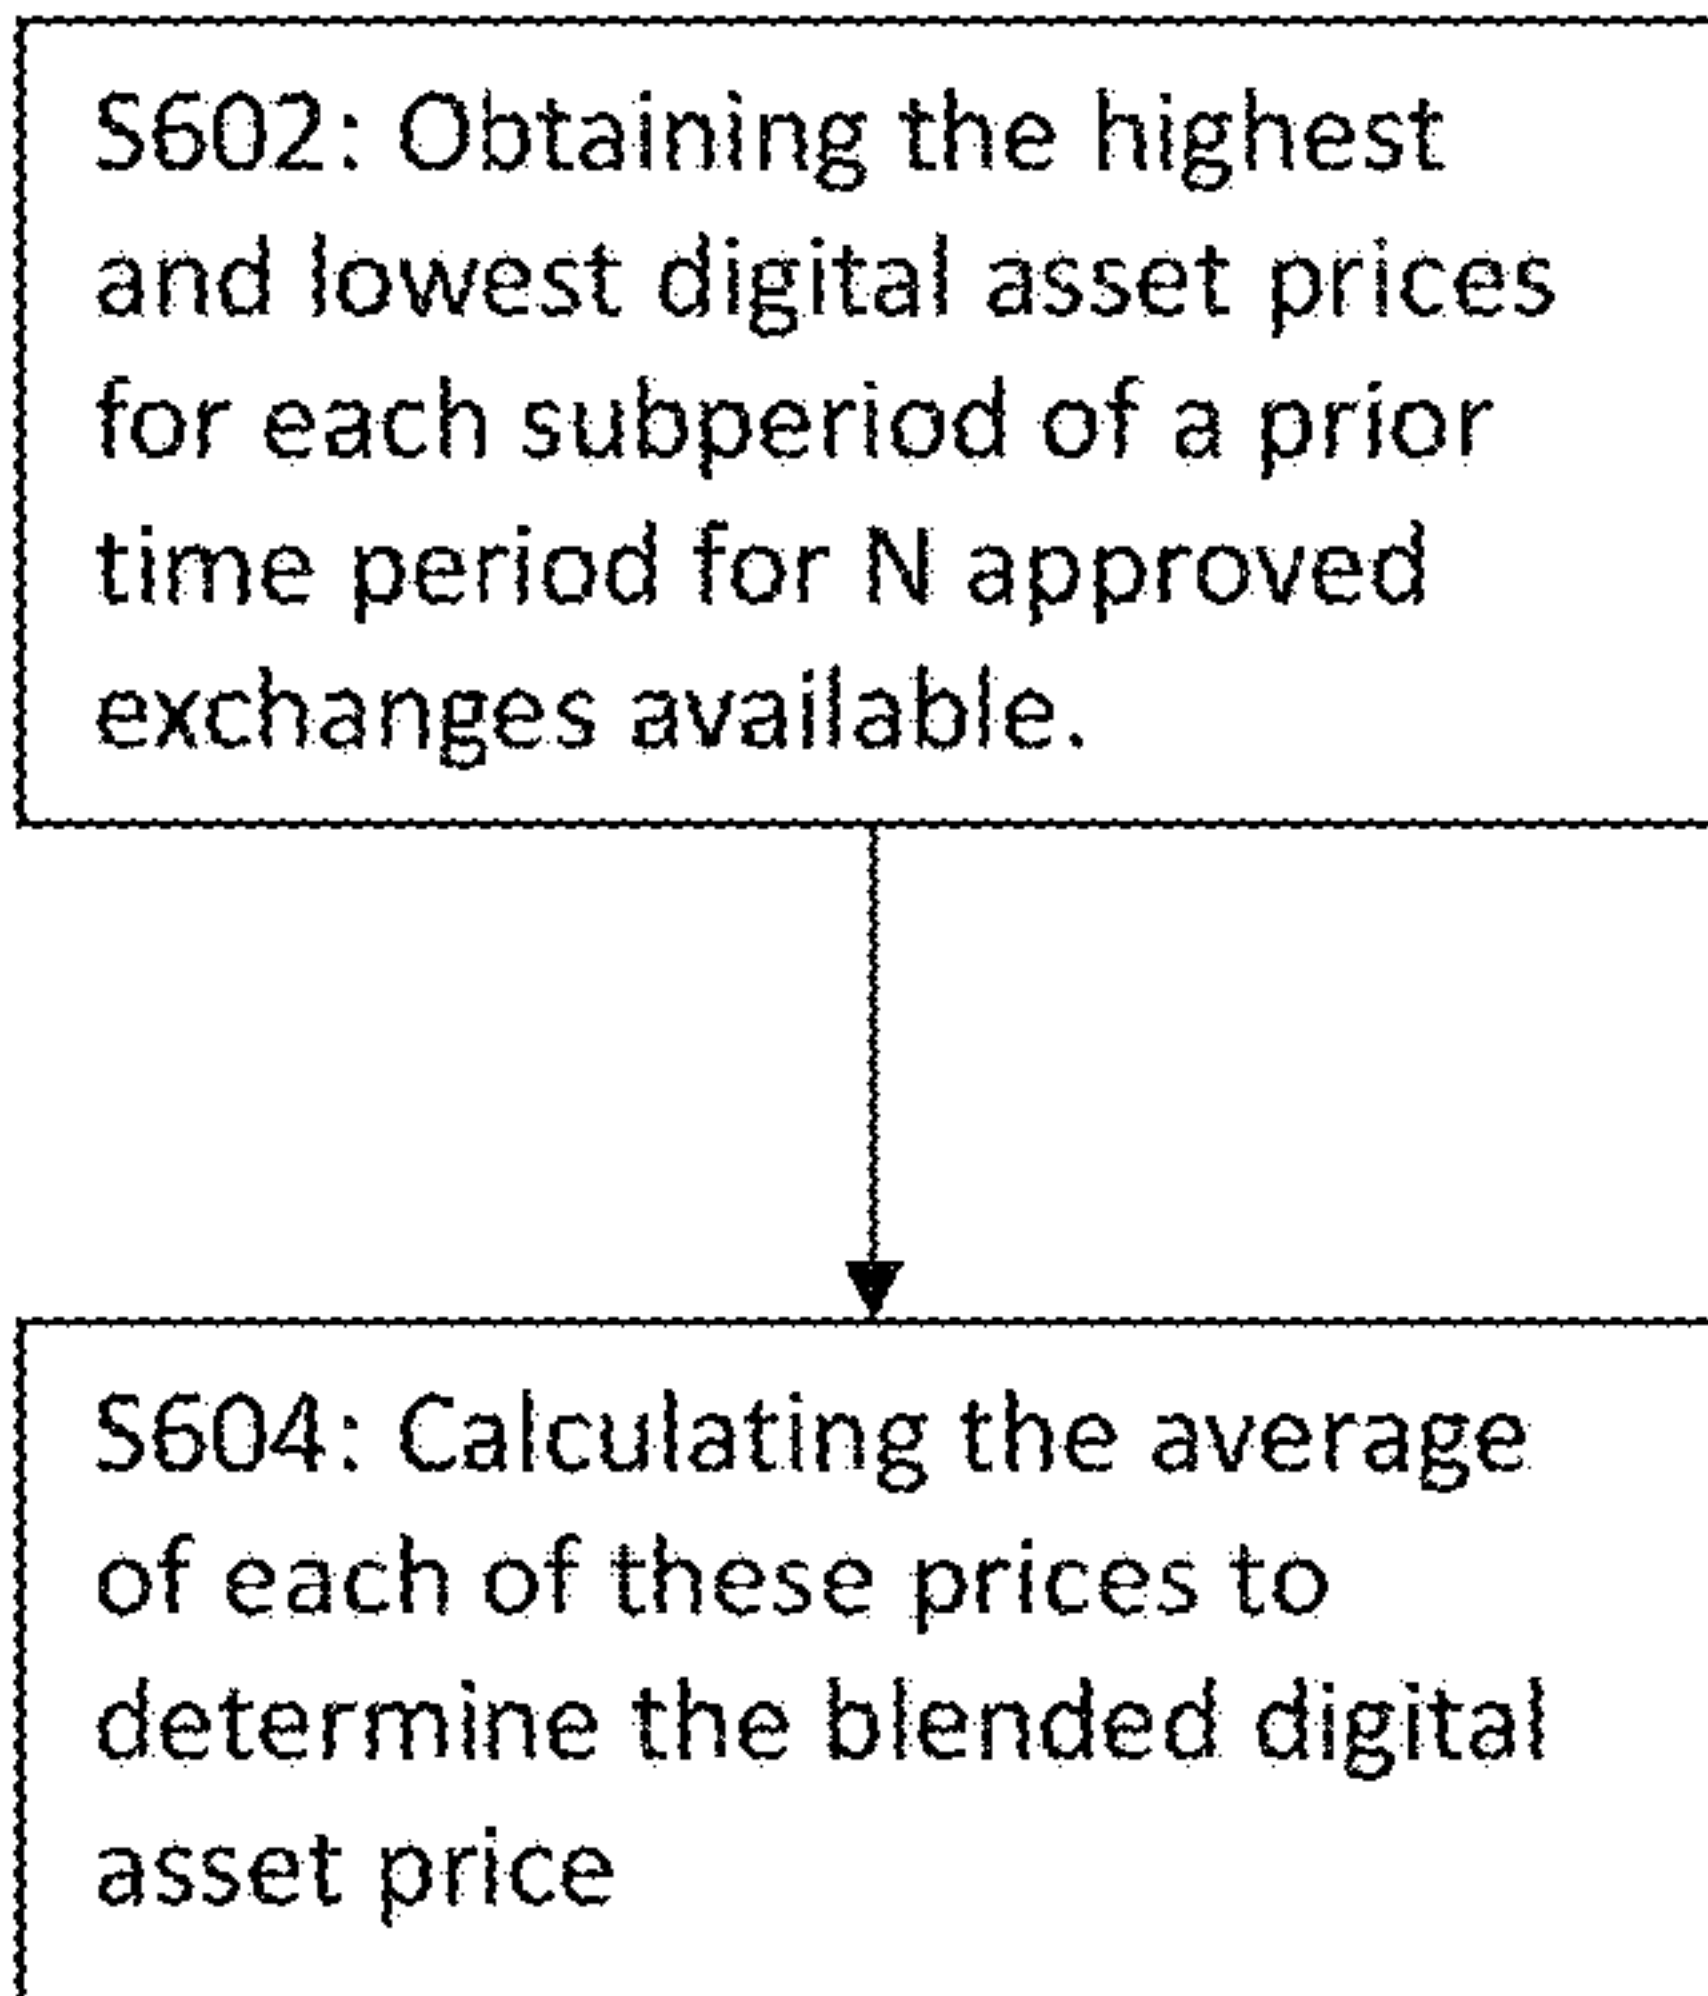 S602: Obtaining the highest
and lowest digital asset prices
for each subperiod of a prior
time period for N approved
exchanges available.
S604: Calculating the average
of each of these prices to
determine the blended digital
asset price